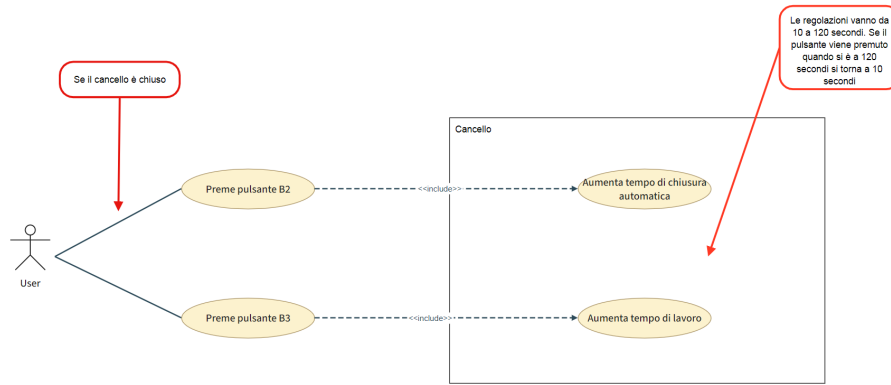 Le regolazioni vanno da
10 a 120 secondi. Se il
pulsante viene premuto
quando si è a 120
secondi si torna a 10
secondi
Se il cancello è chiuso
Cancello
Preme pulsante B2
<<include>>
Aumenta tempo di chiusura
automatica
User
Preme pulsante B3
<<include>>
Aumenta tempo di lavoro